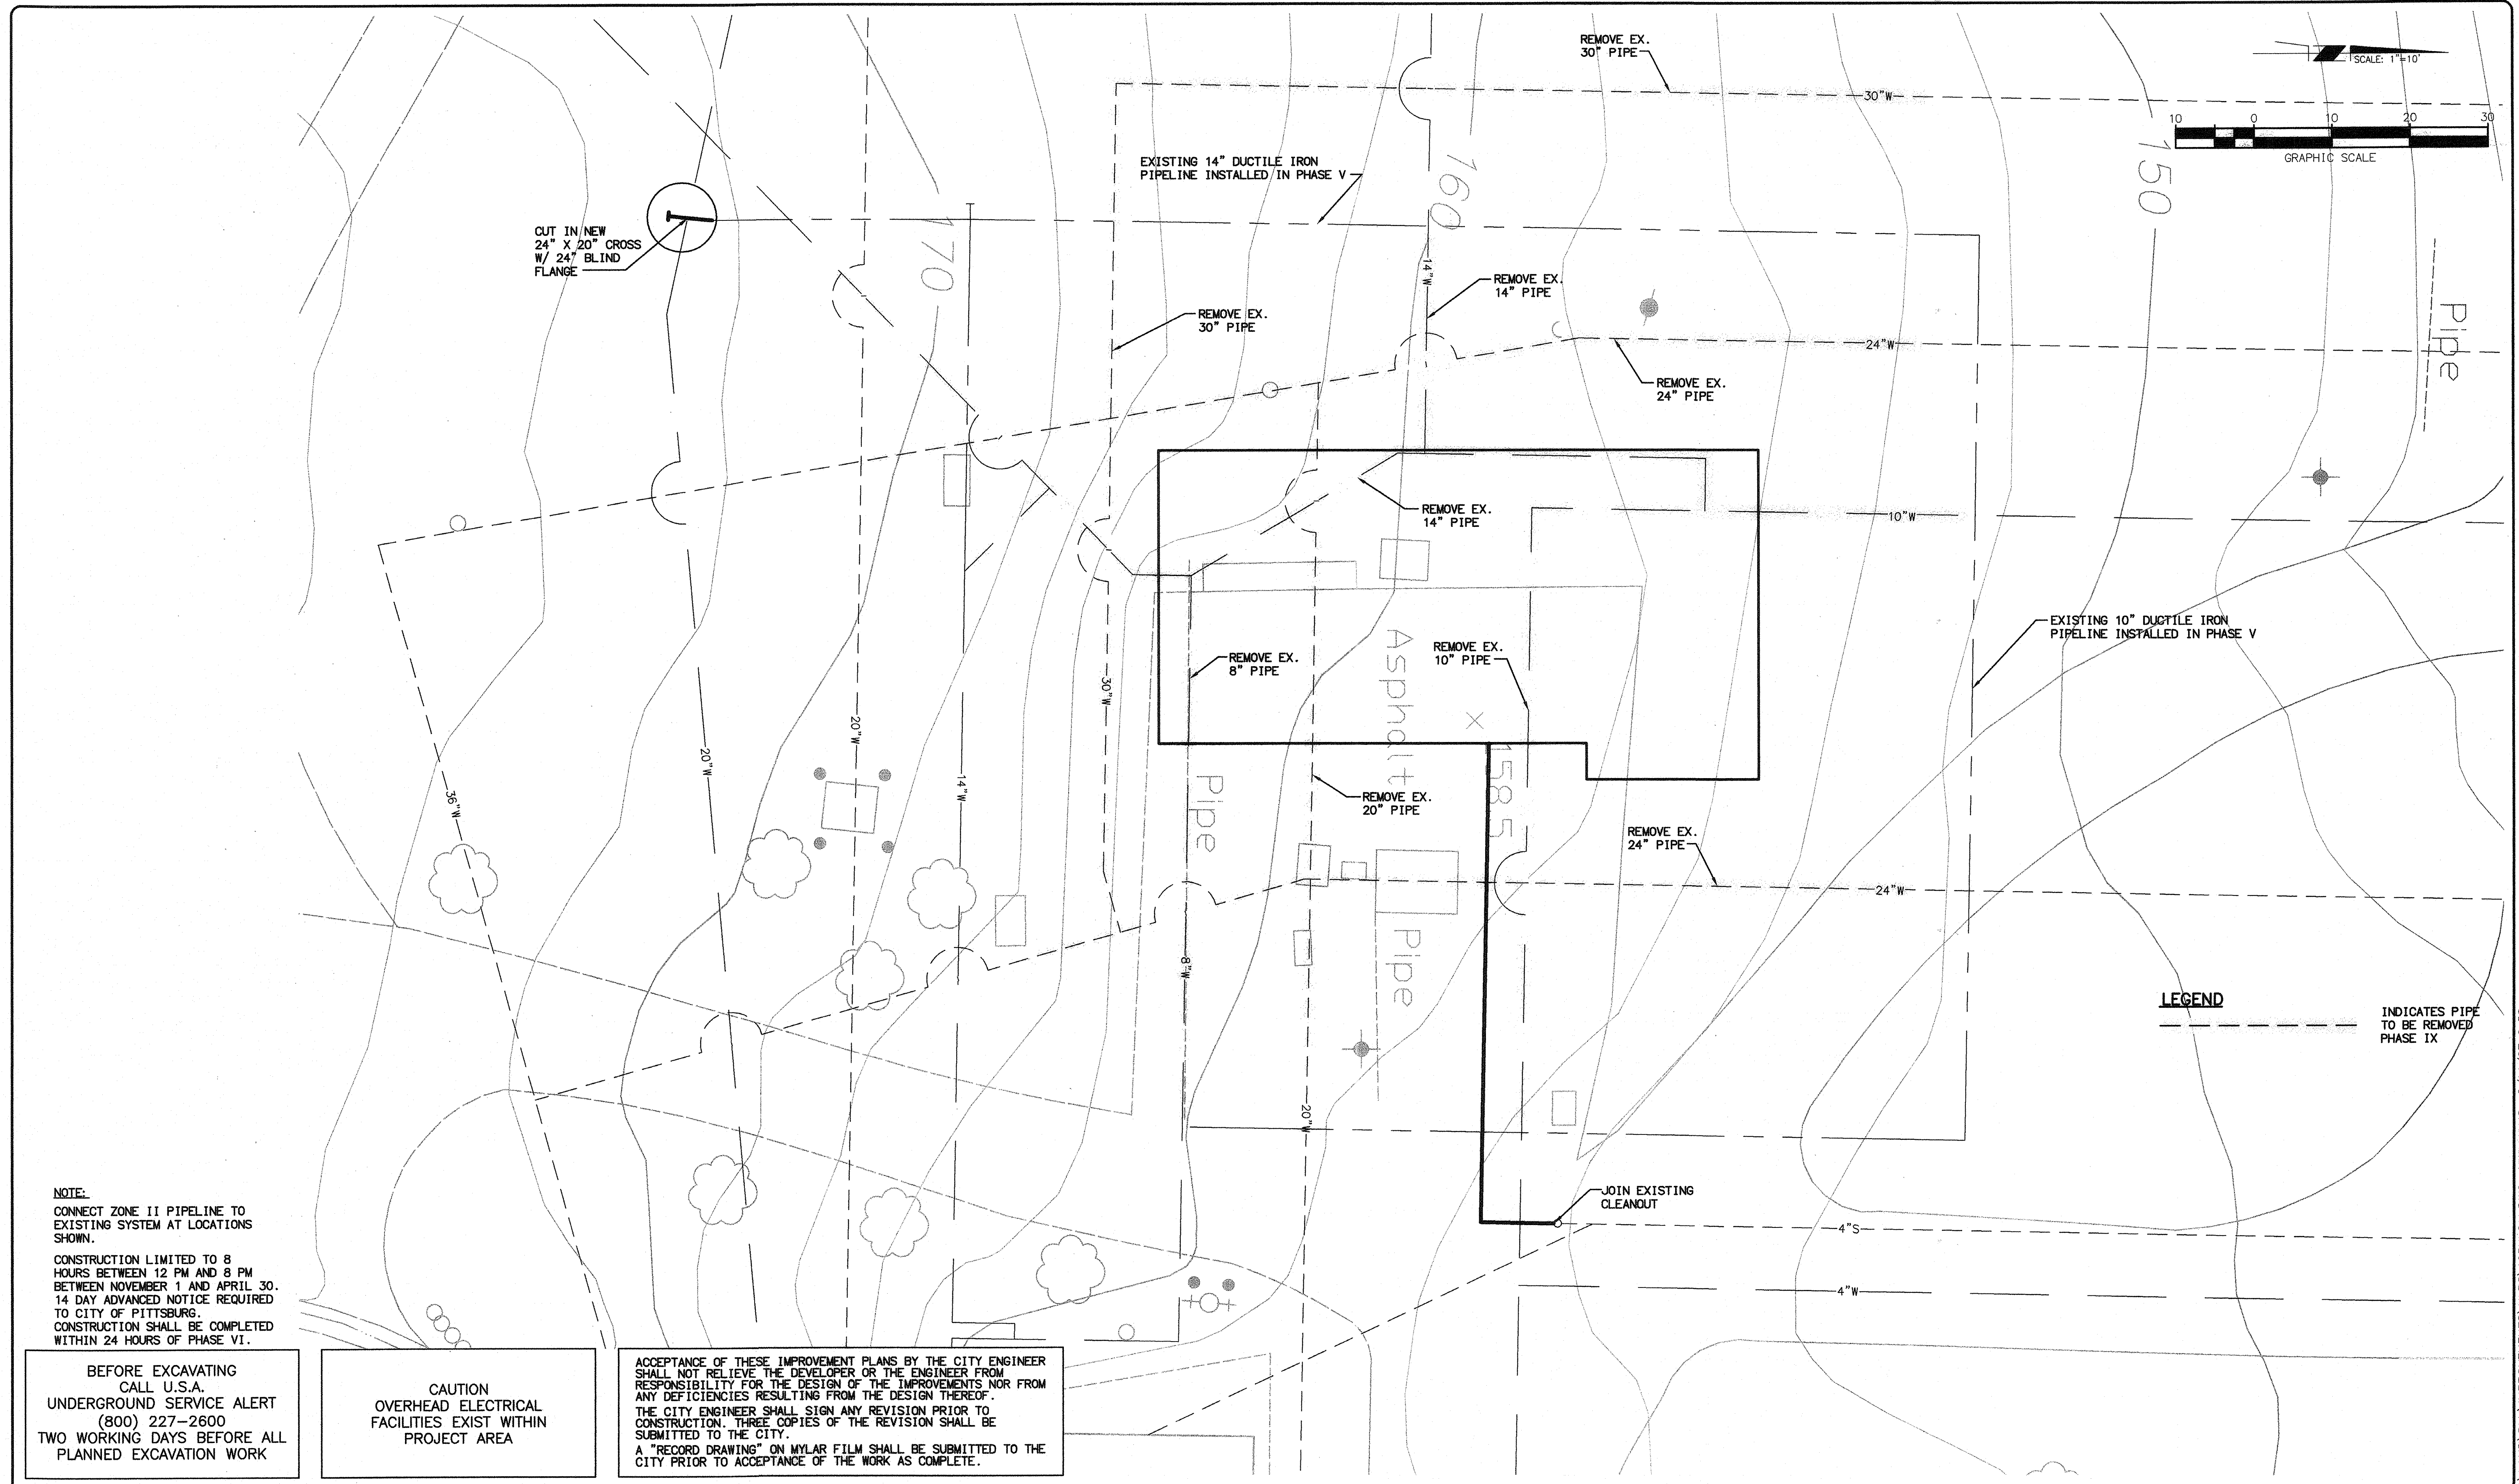 REMOVE EX.
30" PIPE
SCALE: 1"=10'
30"W
10 0 10 20 30
GRAPHIC SCALE
EXISTING 14" DUCTILE IRON
PIPELINE INSTALLED IN PHASE V
160
150
CUT IN NEW
24" X 20" CROSS
W/ 24" BLIND
FLANGE
170
14"W
REMOVE EX.
14" PIPE
REMOVE EX.
30" PIPE
24"W
Pipe
REMOVE EX.
24" PIPE
REMOVE EX.
14" PIPE
10"W
EXISTING 10" DUCTILE IRON
PIPELINE INSTALLED IN PHASE V
REMOVE EX.
8" PIPE
Asphalt
REMOVE EX.
10" PIPE
30"W
20"W
20"W
14"W
36"W
Pipe
REMOVE EX.
20" PIPE
158.5
REMOVE EX.
24" PIPE
24"W
8"W
Pipe
LEGEND
INDICATES PIPE
TO BE REMOVED
PHASE IX
20"W
JOIN EXISTING
CLEANOUT
4"S
4"W
NOTE:
CONNECT ZONE II PIPELINE TO
EXISTING SYSTEM AT LOCATIONS
SHOWN.
CONSTRUCTION LIMITED TO 8
HOURS BETWEEN 12 PM AND 8 PM
BETWEEN NOVEMBER 1 AND APRIL 30.
14 DAY ADVANCED NOTICE REQUIRED
TO CITY OF PITTSBURG.
CONSTRUCTION SHALL BE COMPLETED
WITHIN 24 HOURS OF PHASE VI.
BEFORE EXCAVATING
CALL U.S.A.
UNDERGROUND SERVICE ALERT
(800) 227-2600
TWO WORKING DAYS BEFORE ALL
PLANNED EXCAVATION WORK
CAUTION
OVERHEAD ELECTRICAL
FACILITIES EXIST WITHIN
PROJECT AREA
ACCEPTANCE OF THESE IMPROVEMENT PLANS BY THE CITY ENGINEER
SHALL NOT RELIEVE THE DEVELOPER OR THE ENGINEER FROM
RESPONSIBILITY FOR THE DESIGN OF THE IMPROVEMENTS NOR FROM
ANY DEFICIENCIES RESULTING FROM THE DESIGN THEREOF.
THE CITY ENGINEER SHALL SIGN ANY REVISION PRIOR TO
CONSTRUCTION. THREE COPIES OF THE REVISION SHALL BE
SUBMITTED TO THE CITY.
A "RECORD DRAWING" ON MYLAR FILM SHALL BE SUBMITTED TO THE
CITY PRIOR TO ACCEPTANCE OF THE WORK AS COMPLETE.